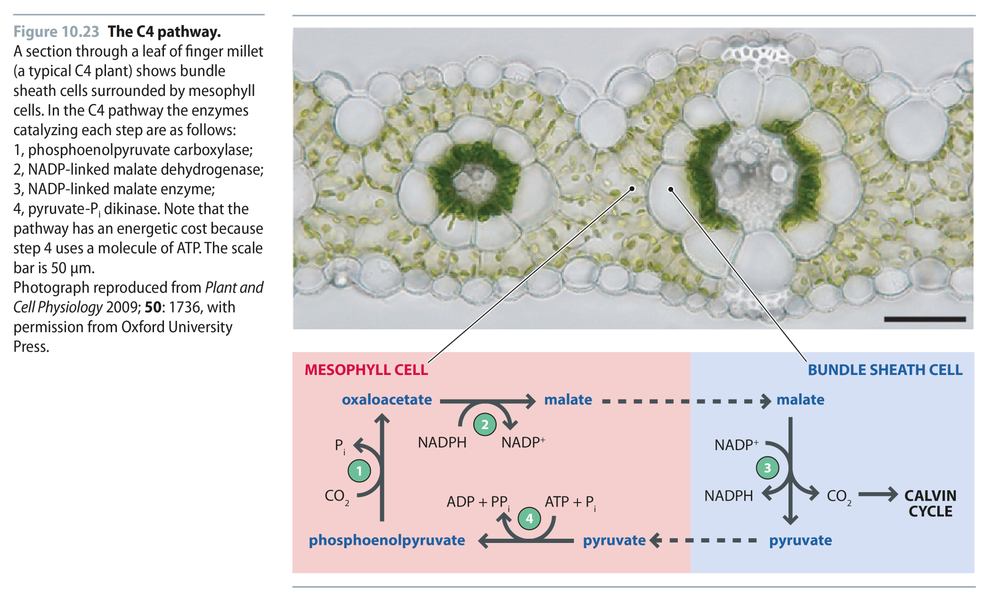 Figure 10.23 The C4 pathway.
A section through a leaf of finger millet
(a typical C4 plant) shows bundle
sheath cells surrounded by mesophyll
cells. In the C4 pathway the enzymes
catalyzing each step are as follows:
1, phosphoenolpyruvate carboxylase;
2, NADP-linked malate dehydrogenase;
3, NADP-linked malate enzyme;
4, pyruvate-Pi dikinase. Note that the
pathway has an energetic cost because
step 4 uses a molecule of ATP. The scale
bar is 50 μm.
Photograph reproduced from Plant and
Cell Physiology 2009; 50: 1736, with
permission from Oxford University
Press.
MESOPHYLL CELL
BUNDLE SHEATH CELL
oxaloacetate
malate
malate
2
NADPH
NADP+
Pi
1
CO2
NADP+
3
NADPH
CO2
CALVIN
CYCLE
ADP + PPi
4
ATP + Pi
phosphoenolpyruvate
pyruvate
pyruvate